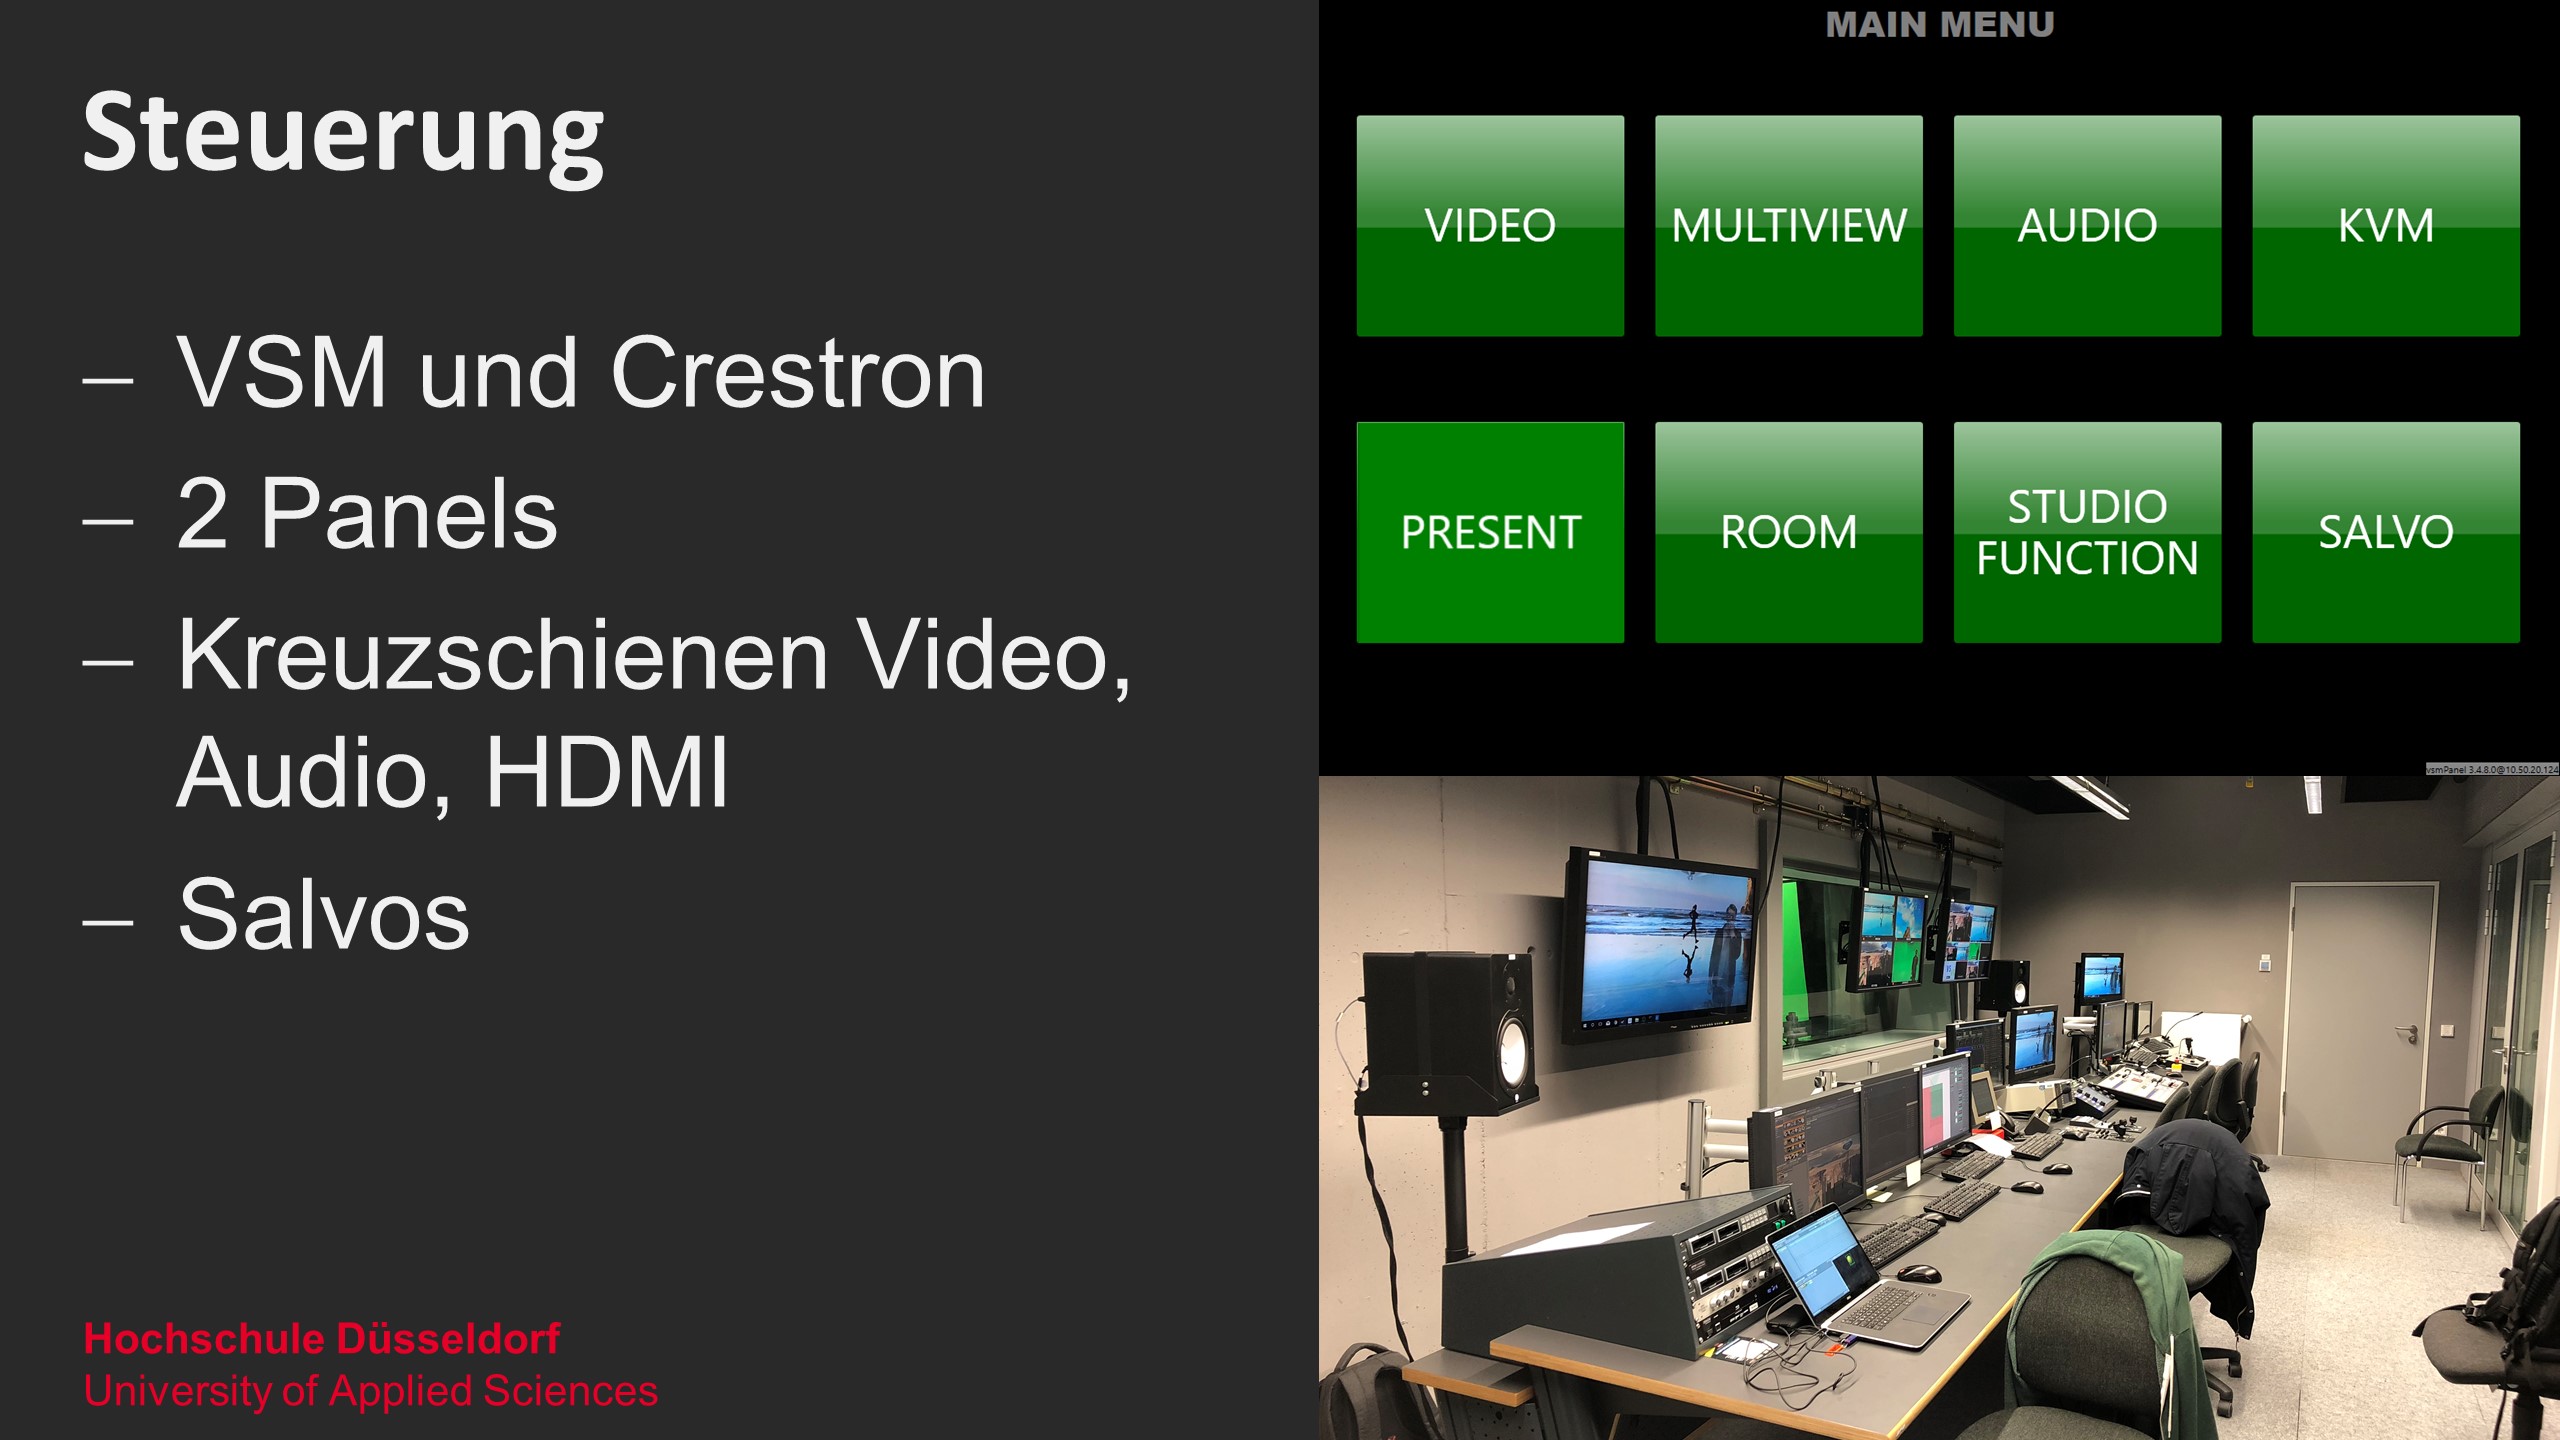 Steuerung
– VSM und Crestron
– 2 Panels
– Kreuzschienen Video,
Audio, HDMI
– Salvos
Hochschule Düsseldorf
University of Applied Sciences
MAIN MENU
VIDEO
MULTIVIEW
AUDIO
KVM
PRESENT
ROOM
STUDIO
FUNCTION
SALVO
vsmPanel 3.4.8.0@10.50.20.124